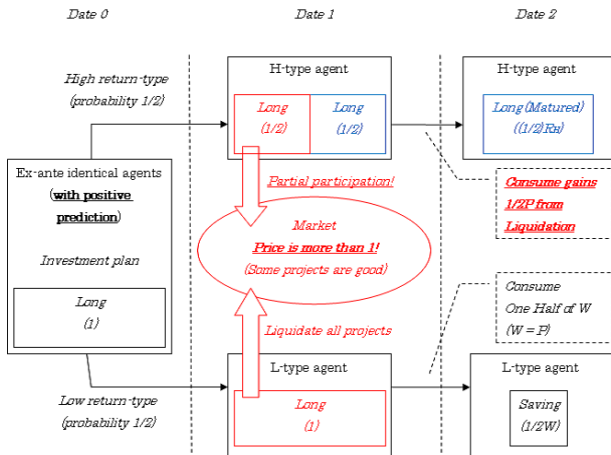 Date 0
Date 1
Date 2
High return-type
(probability 1/2)
H-type agent
Long
(1/2)
Long
(1/2)
H-type agent
Long (Matured)
((1/2)RH)
Ex-ante identical agents
(with positive
prediction)
Investment plan
Long
(1)
Partial participation!
Market
Price is more than 1!
(Some projects are good)
Consume gains
1/2P from
Liquidation
Liquidate all projects
Consume
One Half of W
(W = P)
Low return-type
(probability 1/2)
L-type agent
Long
(1)
L-type agent
Saving
(1/2W)